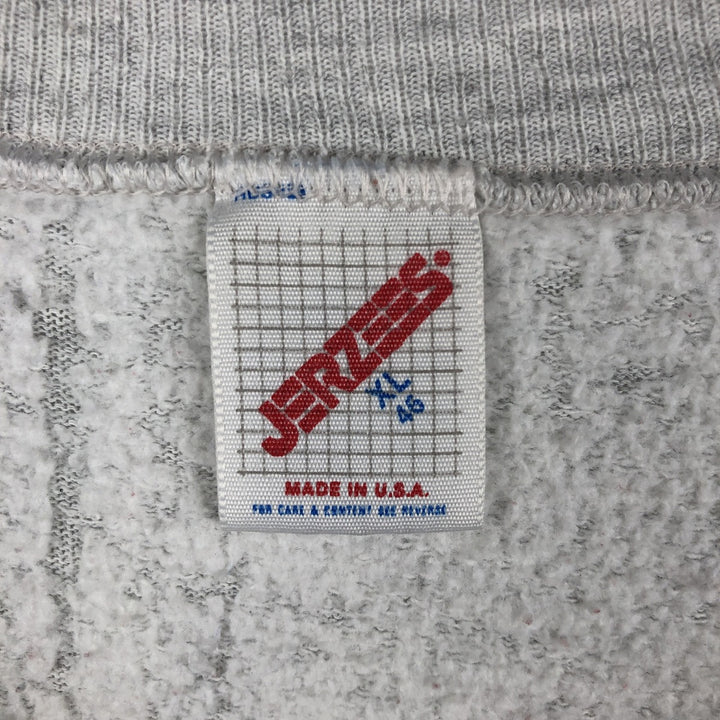 JERZEES
XL
46
MADE IN U.S.A.
FOR CARE & CONTENT SEE REVERSE